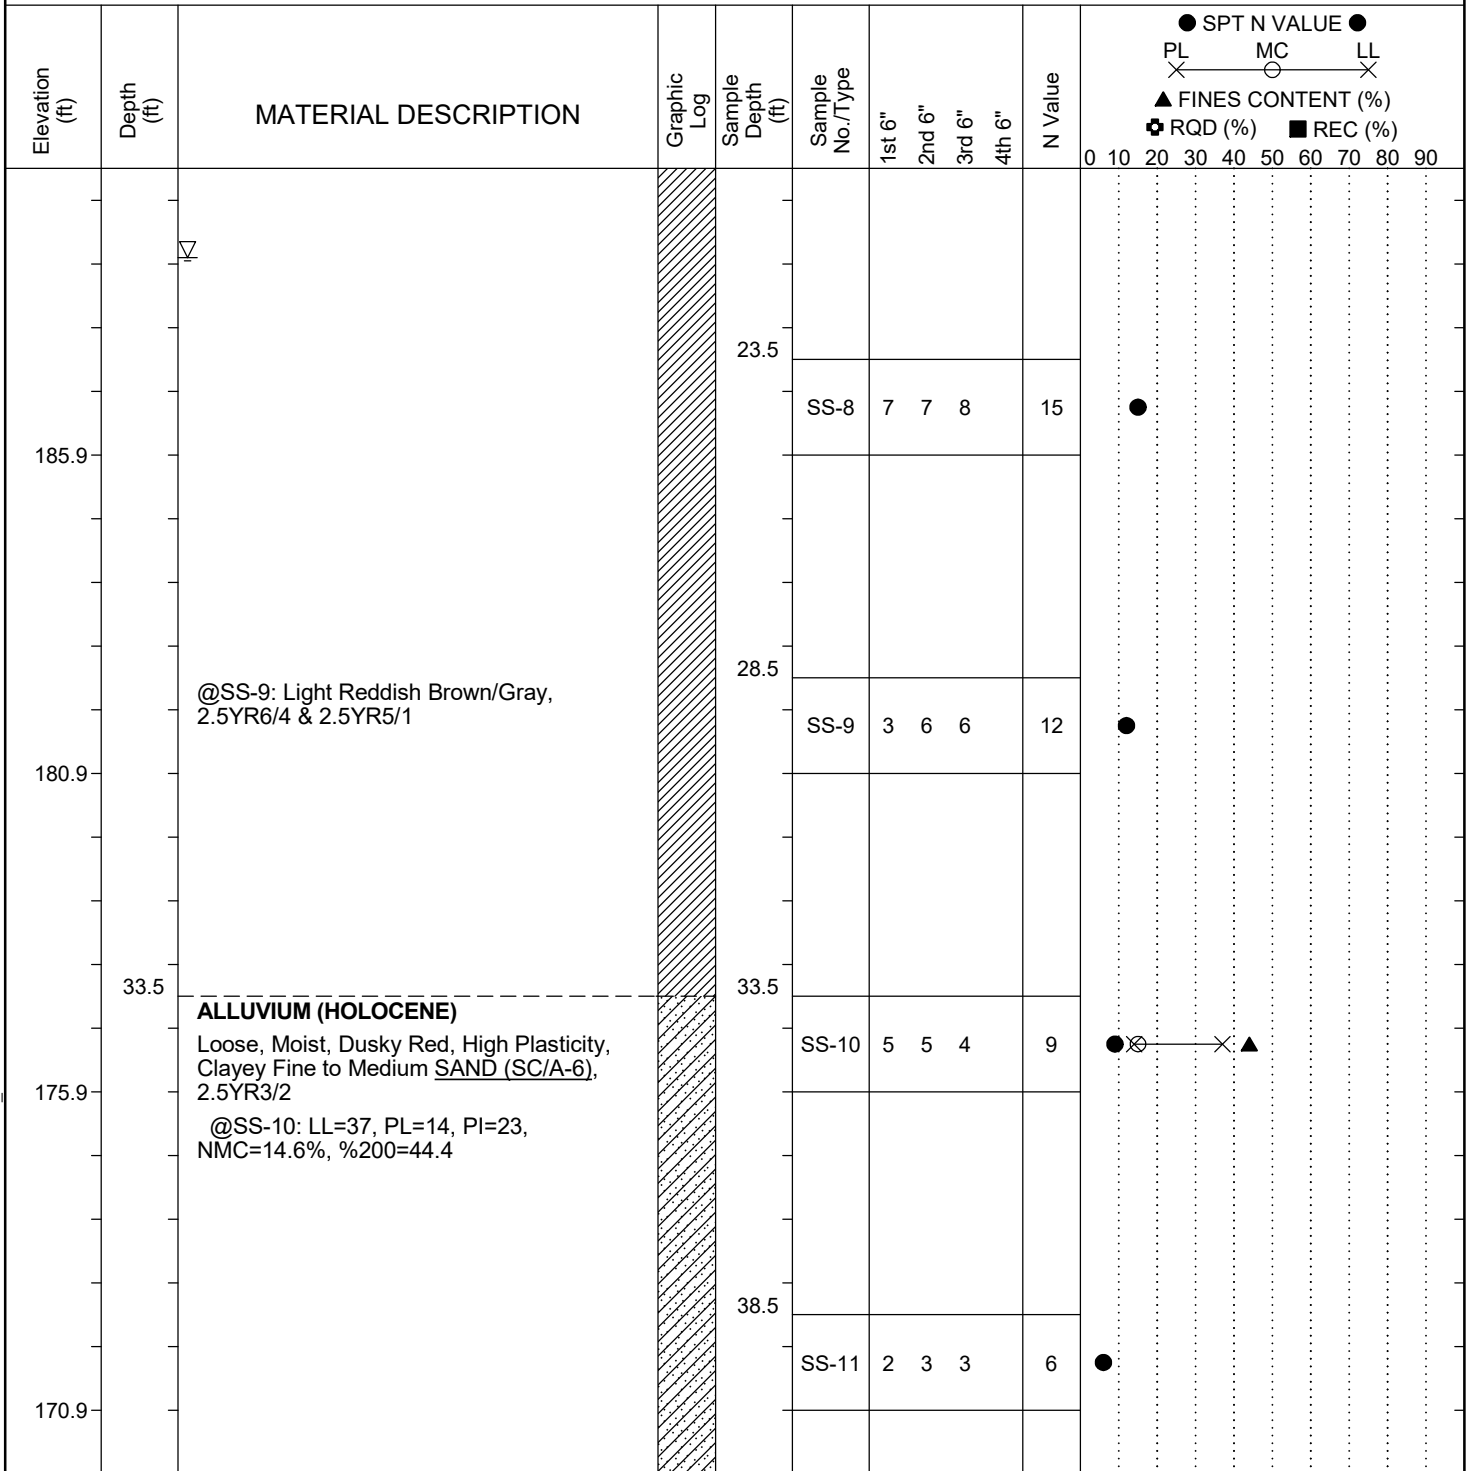 ● SPT N VALUE ●
PL MC LL
▲ FINES CONTENT (%)
RQD (%) ■ REC (%)
Elevation (ft)
Depth (ft)
MATERIAL DESCRIPTION
Graphic Log
Sample Depth (ft)
Sample No./Type
1st 6"
2nd 6"
3rd 6"
4th 6"
N Value
0 10 20 30 40 50 60 70 80 90
23.5
SS-8 7 7 8 15
185.9
28.5
@SS-9: Light Reddish Brown/Gray,
2.5YR6/4 & 2.5YR5/1
SS-9 3 6 6 12
180.9
33.5 33.5
ALLUVIUM (HOLOCENE)
Loose, Moist, Dusky Red, High Plasticity,
Clayey Fine to Medium SAND (SC/A-6),
2.5YR3/2
SS-10 5 5 4 9
175.9
@SS-10: LL=37, PL=14, PI=23,
NMC=14.6%, %200=44.4
38.5
SS-11 2 3 3 6
170.9